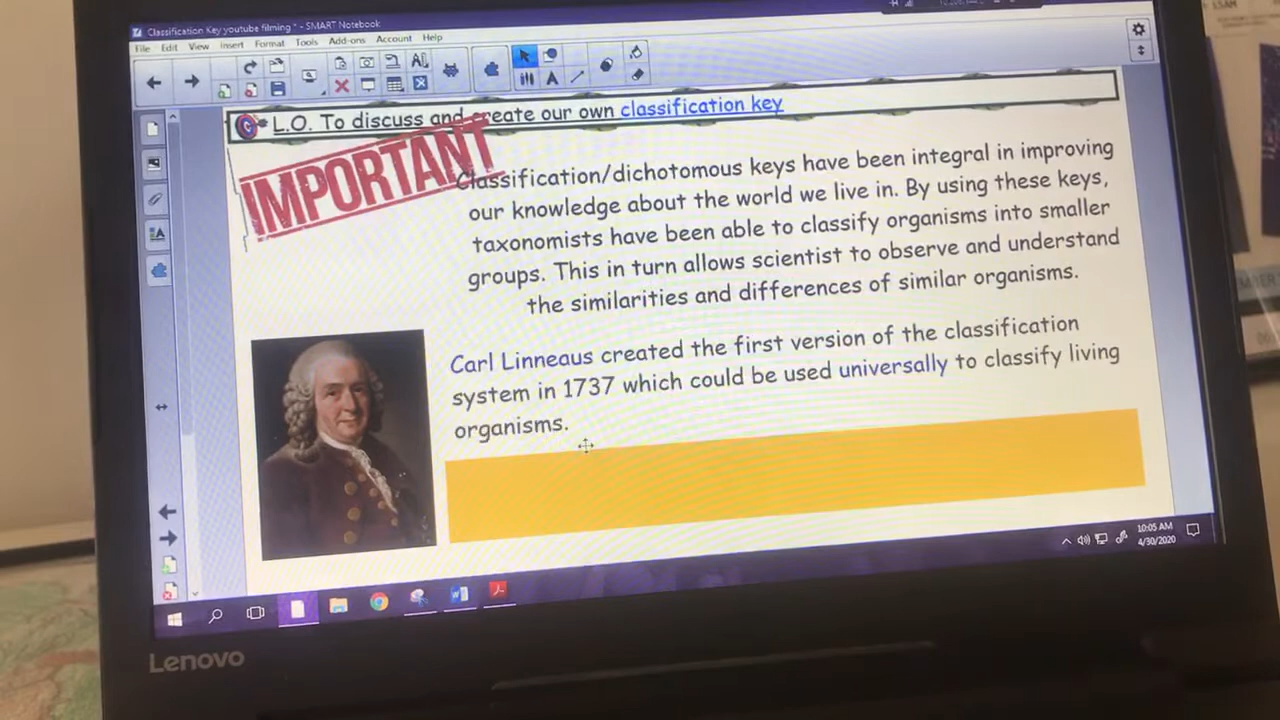 Classification Key youtube filming * - SMART Notebook
File Edit View Insert Format Tools Add-ons Account Help
L.O. To discuss and create our own classification key
IMPORTANT
Classification/dichotomous keys have been integral in improving
our knowledge about the world we live in. By using these keys,
taxonomists have been able to classify organisms into smaller
groups. This in turn allows scientist to observe and understand
the similarities and differences of similar organisms.
Carl Linneaus created the first version of the classification
system in 1737 which could be used universally to classify living
organisms.
10:05 AM
4/30/2020
Lenovo